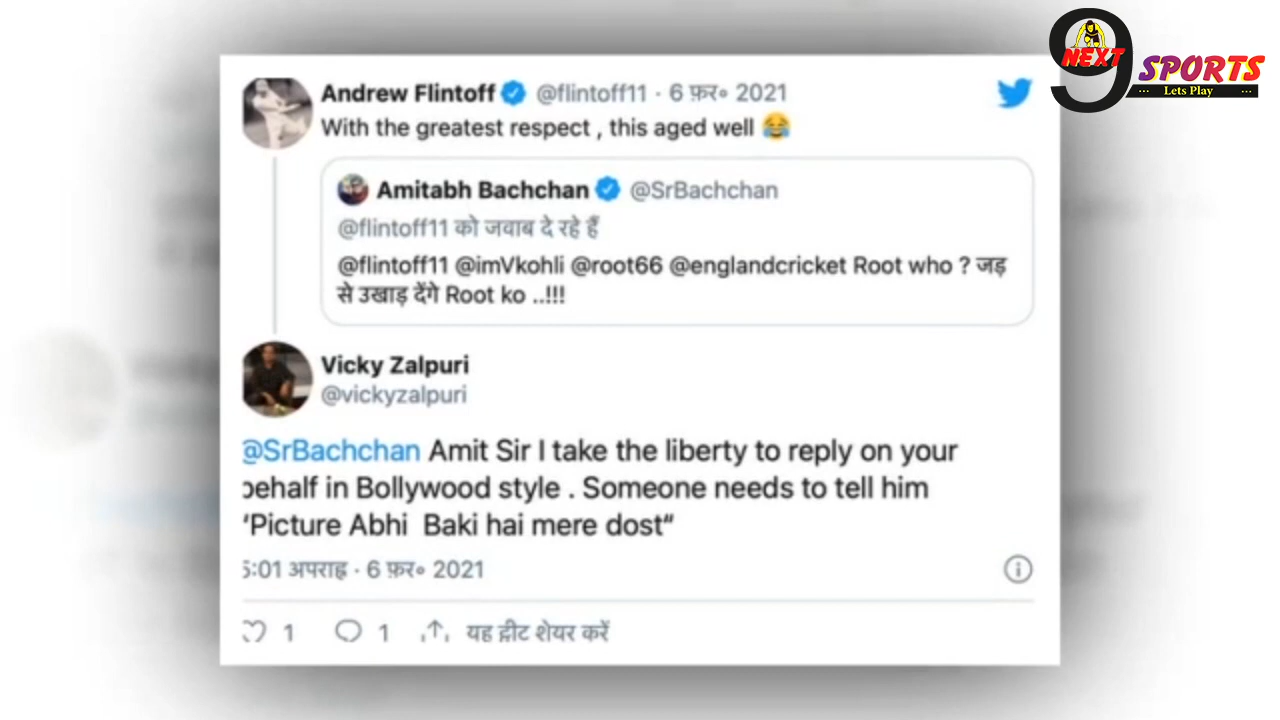 9
NEXT
SPORTS
Lets Play
Andrew Flintoff @flintoff11 · 6 फ़र॰ 2021
With the greatest respect , this aged well 😂
Amitabh Bachchan @SrBachchan
@flintoff11 को जवाब दे रहे हैं
@flintoff11 @imVkohli @root66 @englandcricket Root who ? जड़
से उखाड़ देंगे Root ko ..!!!
Vicky Zalpuri
@vickyzalpuri
@SrBachchan Amit Sir I take the liberty to reply on your
behalf in Bollywood style . Someone needs to tell him
“Picture Abhi Baki hai mere dost“
5:01 अपराह्न · 6 फ़र॰ 2021
1 1 यह ट्वीट शेयर करें